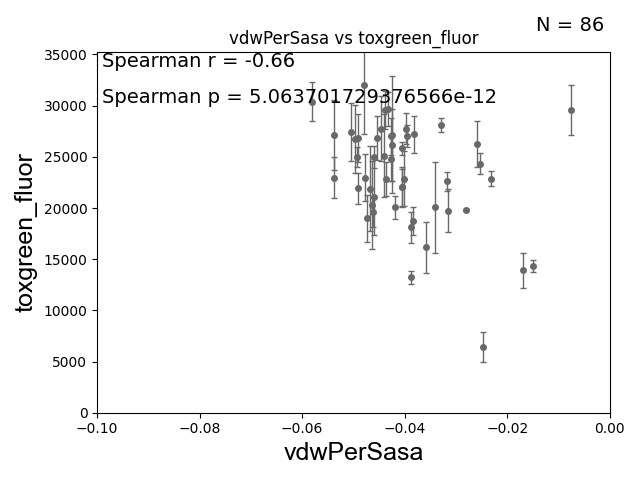 N = 86
vdwPerSasa vs toxgreen_fluor
Spearman r = -0.66
Spearman p = 5.063701729376566e-12
35000
30000
25000
20000
15000
10000
5000
0
toxgreen_fluor
−0.10 −0.08 −0.06 −0.04 −0.02 0.00
vdwPerSasa